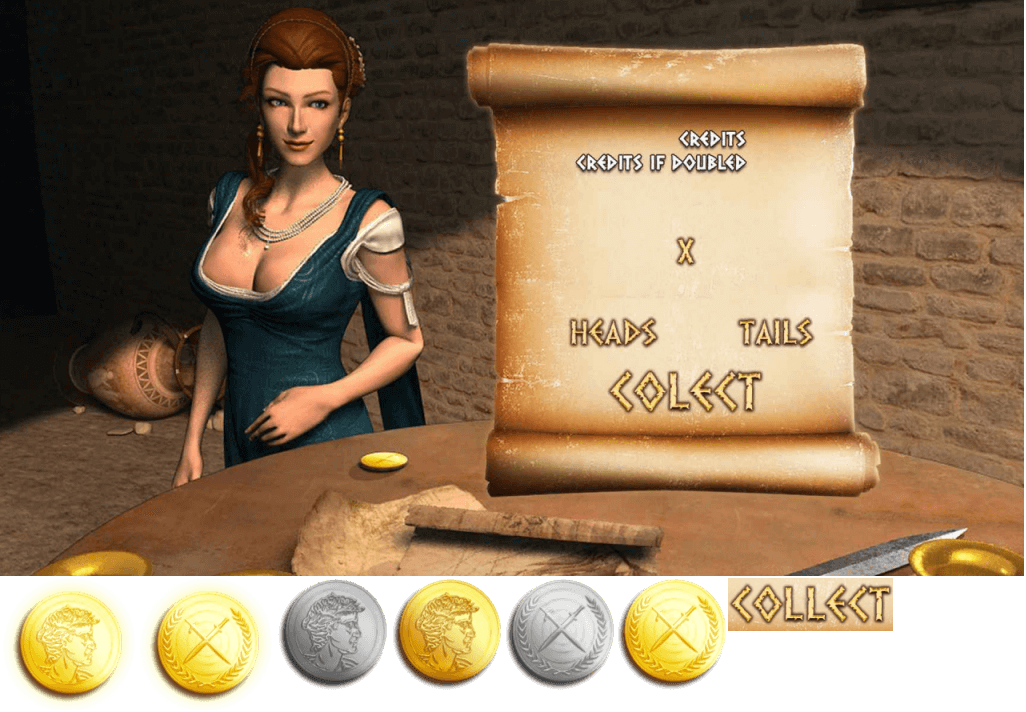 CREDITS
CREDITS IF DOUBLED
X
HEADS TAILS
COLECT
COLLECT